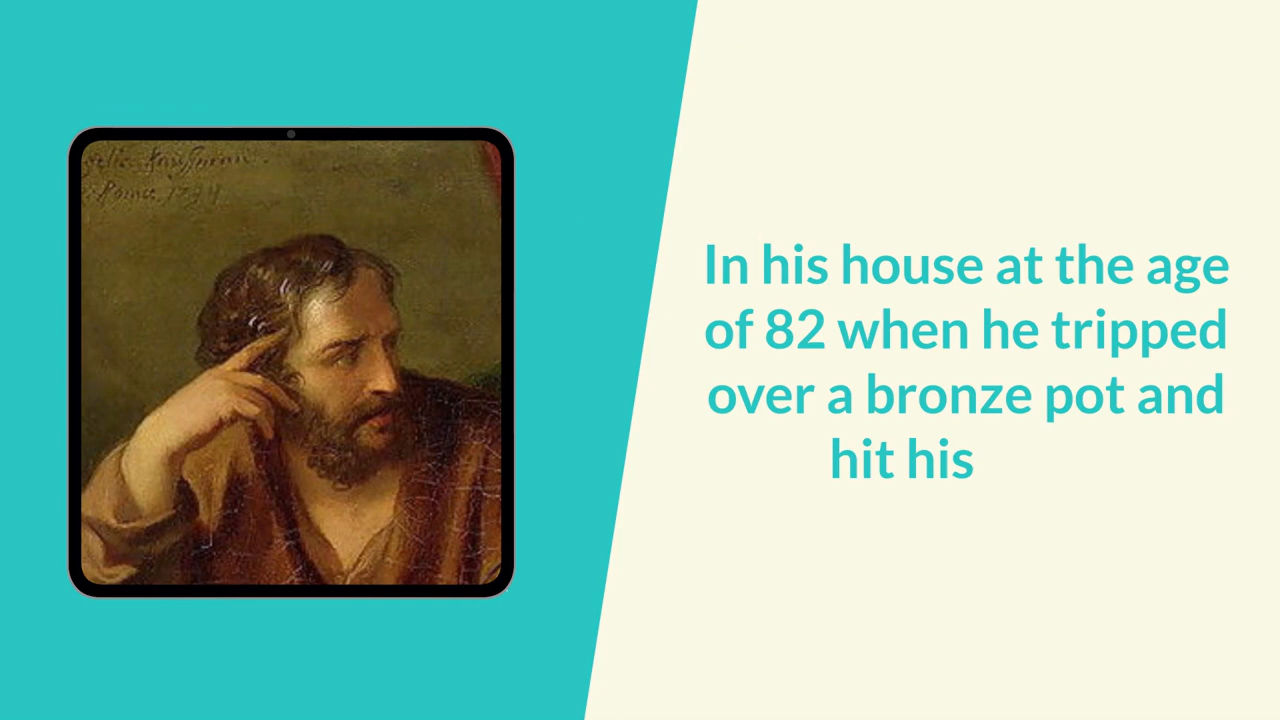 In his house at the age
of 82 when he tripped
over a bronze pot and
hit his